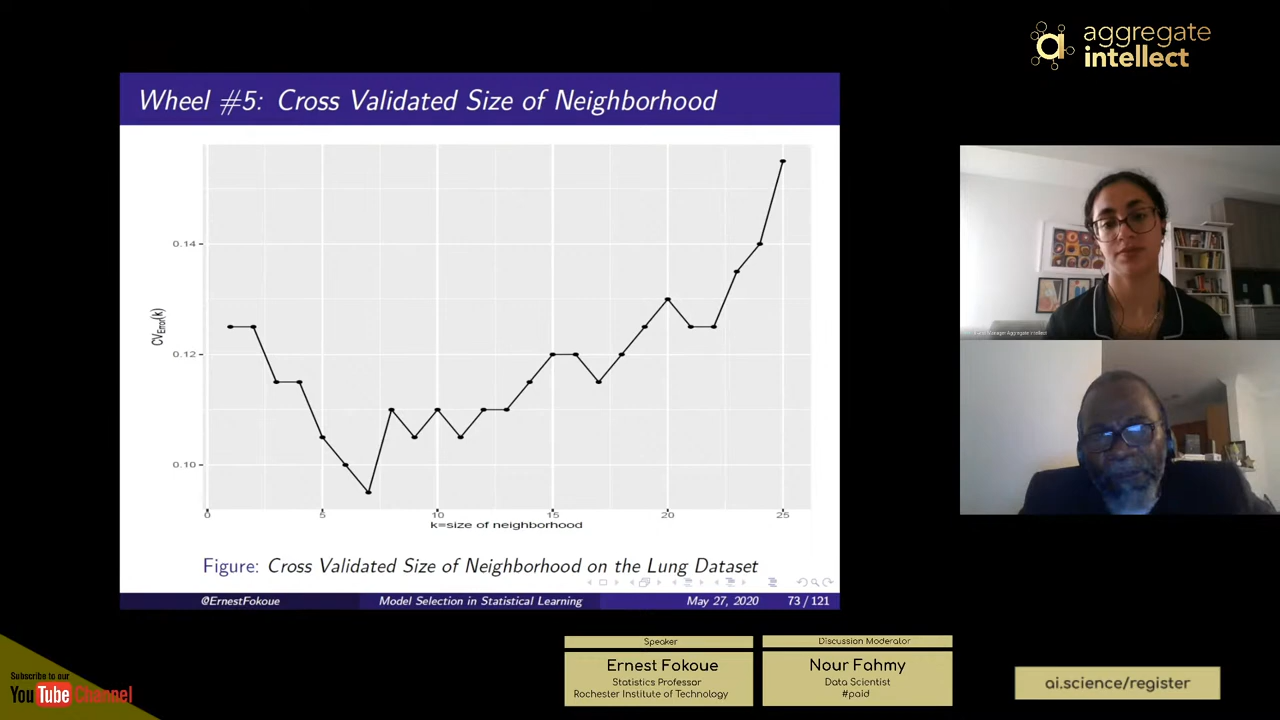 aggregate
intellect
Wheel #5: Cross Validated Size of Neighborhood
0.14
0.12
0.10
CVError(k)
0 5 10 15 20 25
k=size of neighborhood
Figure: Cross Validated Size of Neighborhood on the Lung Dataset
@ErnestFokoue Model Selection in Statistical Learning May 27, 2020 73 / 121
Speaker
Ernest Fokoue
Statistics Professor
Rochester Institute of Technology
Discussion Moderator
Nour Fahmy
Data Scientist
#paid
Subscribe to our
YouTube Channel
ai.science/register